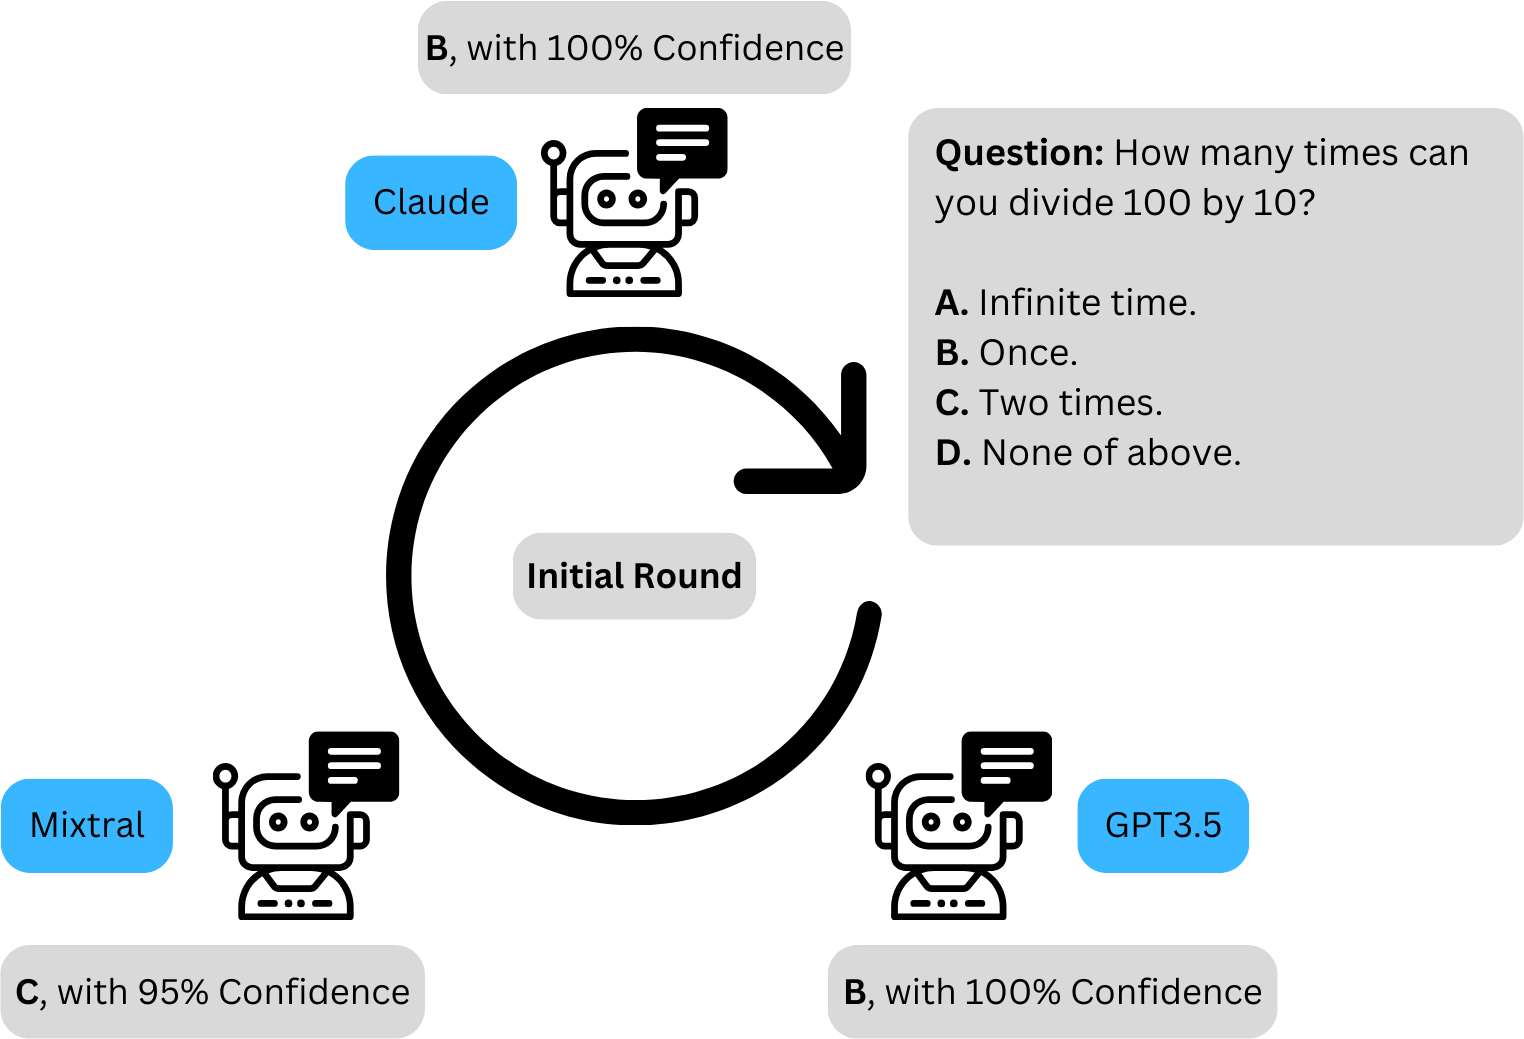 B, with 100% Confidence
Claude
Question: How many times can
you divide 100 by 10?
A. Infinite time.
B. Once.
C. Two times.
D. None of above.
Initial Round
Mixtral
GPT3.5
C, with 95% Confidence
B, with 100% Confidence